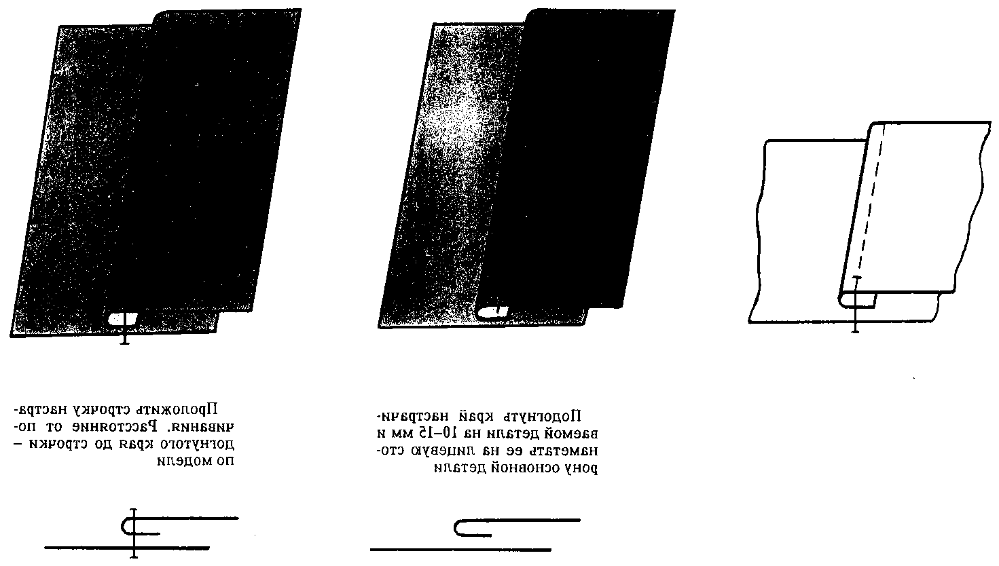 Подогнуть край настрачи-
ваемой детали на 10–15 мм и
наметать ее на лицевую сто-
рону основной детали
Проложить строчку настра-
чивания. Расстояние от по-
догнутого края до строчки –
по модели